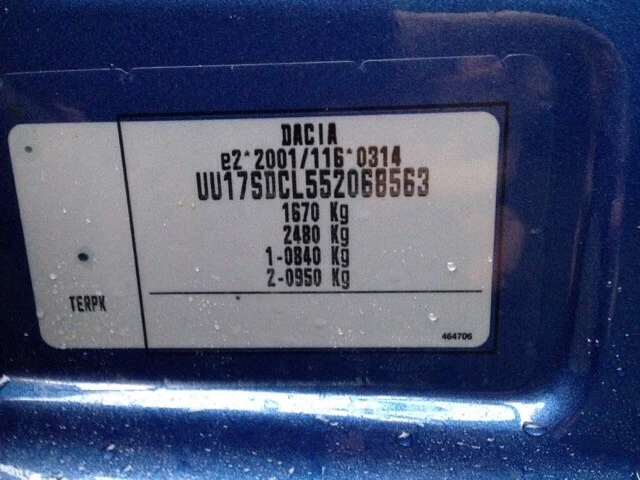 DACIA
e2*2001/116*0314
UU17SDCL552068563
1670 Kg
2480 Kg
1-0840 Kg
2-0950 Kg
TERPK
464706